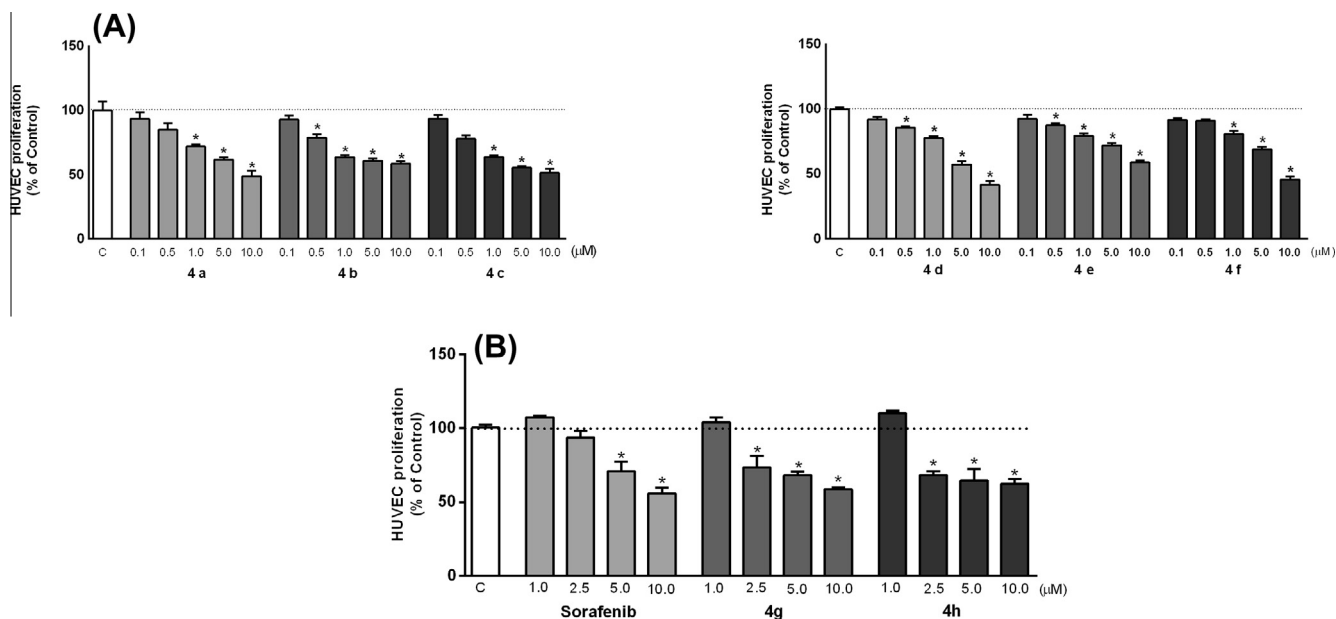 (A)
150
100
50
0
HUVEC proliferation
(% of Control)
* * *
* * * *
* * *
C 0.1 0.5 1.0 5.0 10.0 0.1 0.5 1.0 5.0 10.0 0.1 0.5 1.0 5.0 10.0 (µM)
4 a 4 b 4 c
150
100
50
0
HUVEC proliferation
(% of Control)
* * * *
* * * *
* * *
C 0.1 0.5 1.0 5.0 10.0 0.1 0.5 1.0 5.0 10.0 0.1 0.5 1.0 5.0 10.0 (µM)
4 d 4 e 4 f
(B)
150
100
50
0
HUVEC proliferation
(% of Control)
* *
* * *
* * *
C 1.0 2.5 5.0 10.0 1.0 2.5 5.0 10.0 1.0 2.5 5.0 10.0 (µM)
Sorafenib 4g 4h